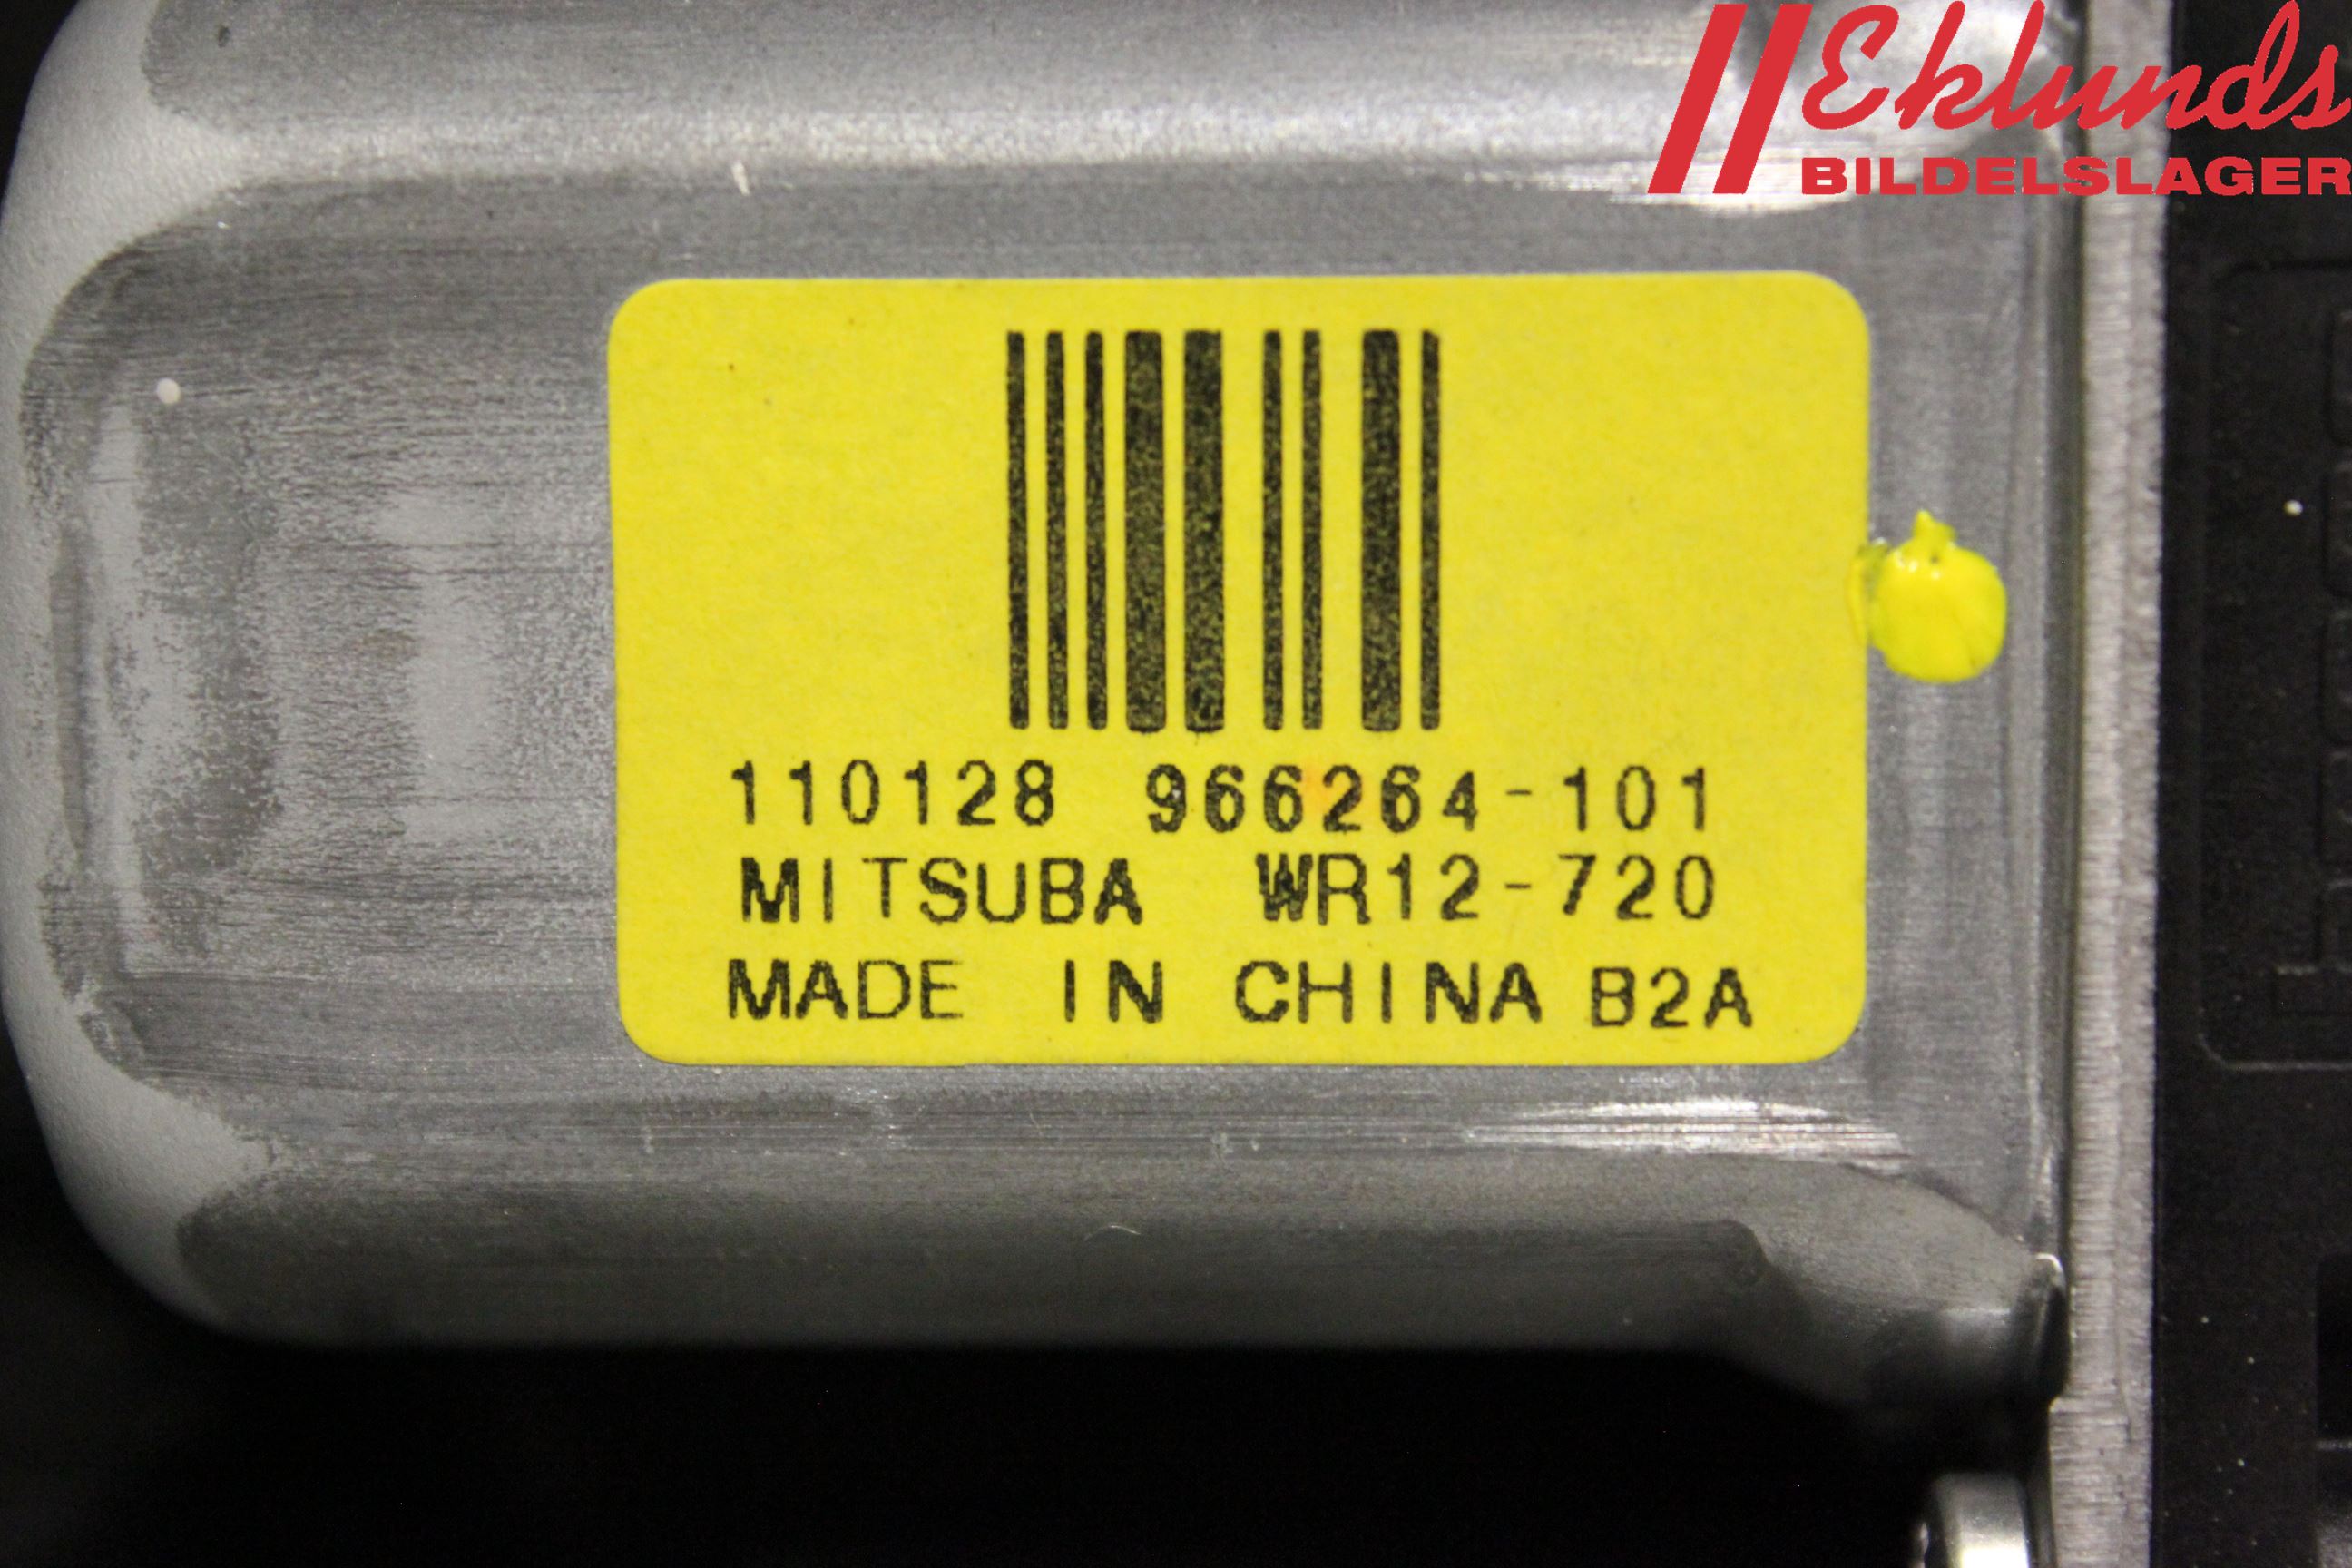 Eklunds
BILDELSLAGER
110128 966264-101
MITSUBA WR12-720
MADE IN CHINA B2A